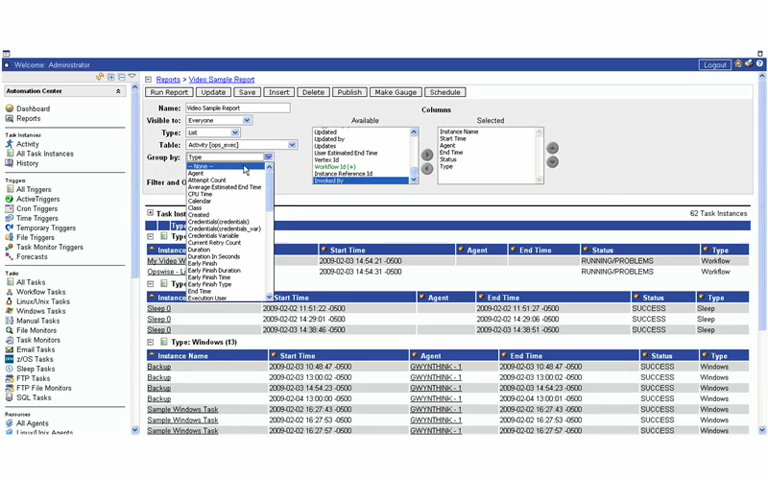 Welcome: Administrator
Logout
Automation Center
Dashboard
Reports
Task Instances
Activity
All Task Instances
History
Triggers
All Triggers
ActiveTriggers
Cron Triggers
Time Triggers
Temporary Triggers
File Triggers
Task Monitor Triggers
Forecasts
Tasks
All Tasks
Workflow Tasks
Linux/Unix Tasks
Windows Tasks
Manual Tasks
File Monitors
Task Monitors
Email Tasks
z/OS Tasks
Sleep Tasks
FTP Tasks
FTP File Monitors
SQL Tasks
Resources
All Agents
Linux/Unix Agents
Reports > Video Sample Report
Run Report Update Save Insert Delete Publish Make Gauge Schedule
Name: Video Sample Report
Visible to: Everyone
Type: List
Table: Activity [ops_exec]
Group by: Type
Filter and O
-- None --
Agent
Attempt Count
Average Estimated End Time
CPU Time
Calendar
Class
Created
Credentials(credentials)
Credentials(credentials_var)
Credentials Variable
Current Retry Count
Duration
Duration In Seconds
Early Finish
Early Finish Duration
Early Finish Time
Early Finish Type
End Time
Execution User
Columns
Available
Updated
Updated by
Updates
User Estimated End Time
Vertex Id
Workflow Id (+)
Instance Reference Id
Invoked By
Selected
Instance Name
Start Time
Agent
End Time
Status
Type
Task Ins 62 Task Instances
Type
Instance Start Time Agent End Time Status Type
My Video W 2009-02-03 14:54:21 -0500 RUNNING/PROBLEMS Workflow
Opswise - L 2009-02-03 14:54:31 -0500 RUNNING/PROBLEMS Workflow
Instance Start Time Agent End Time Status Type
Sleep 0 2009-02-03 11:51:22 -0500 2009-02-03 11:51:27 -0500 SUCCESS Sleep
Sleep 0 2009-02-03 14:29:01 -0500 2009-02-03 14:29:06 -0500 SUCCESS Sleep
Sleep 0 2009-02-03 14:38:46 -0500 2009-02-03 14:38:51 -0500 SUCCESS Sleep
Type: Windows (13)
Instance Name Start Time Agent End Time Status Type
Backup 2009-02-03 10:48:47 -0500 GWYNTHINK - 1 2009-02-03 10:48:47 -0500 SUCCESS Windows
Backup 2009-02-03 13:00:02 -0500 GWYNTHINK - 1 2009-02-03 13:00:02 -0500 SUCCESS Windows
Backup 2009-02-03 14:54:23 -0500 GWYNTHINK - 1 2009-02-03 14:54:23 -0500 SUCCESS Windows
Backup 2009-02-04 13:00:00 -0500 GWYNTHINK - 1 2009-02-04 13:00:01 -0500 SUCCESS Windows
Sample Windows Task 2009-02-02 16:27:43 -0500 GWYNTHINK - 1 2009-02-02 16:27:43 -0500 SUCCESS Windows
Sample Windows Task 2009-02-02 16:27:53 -0500 GWYNTHINK - 1 2009-02-02 16:27:53 -0500 SUCCESS Windows
Sample Windows Task 2009-02-02 16:27:57 -0500 GWYNTHINK - 1 2009-02-02 16:27:57 -0500 SUCCESS Windows